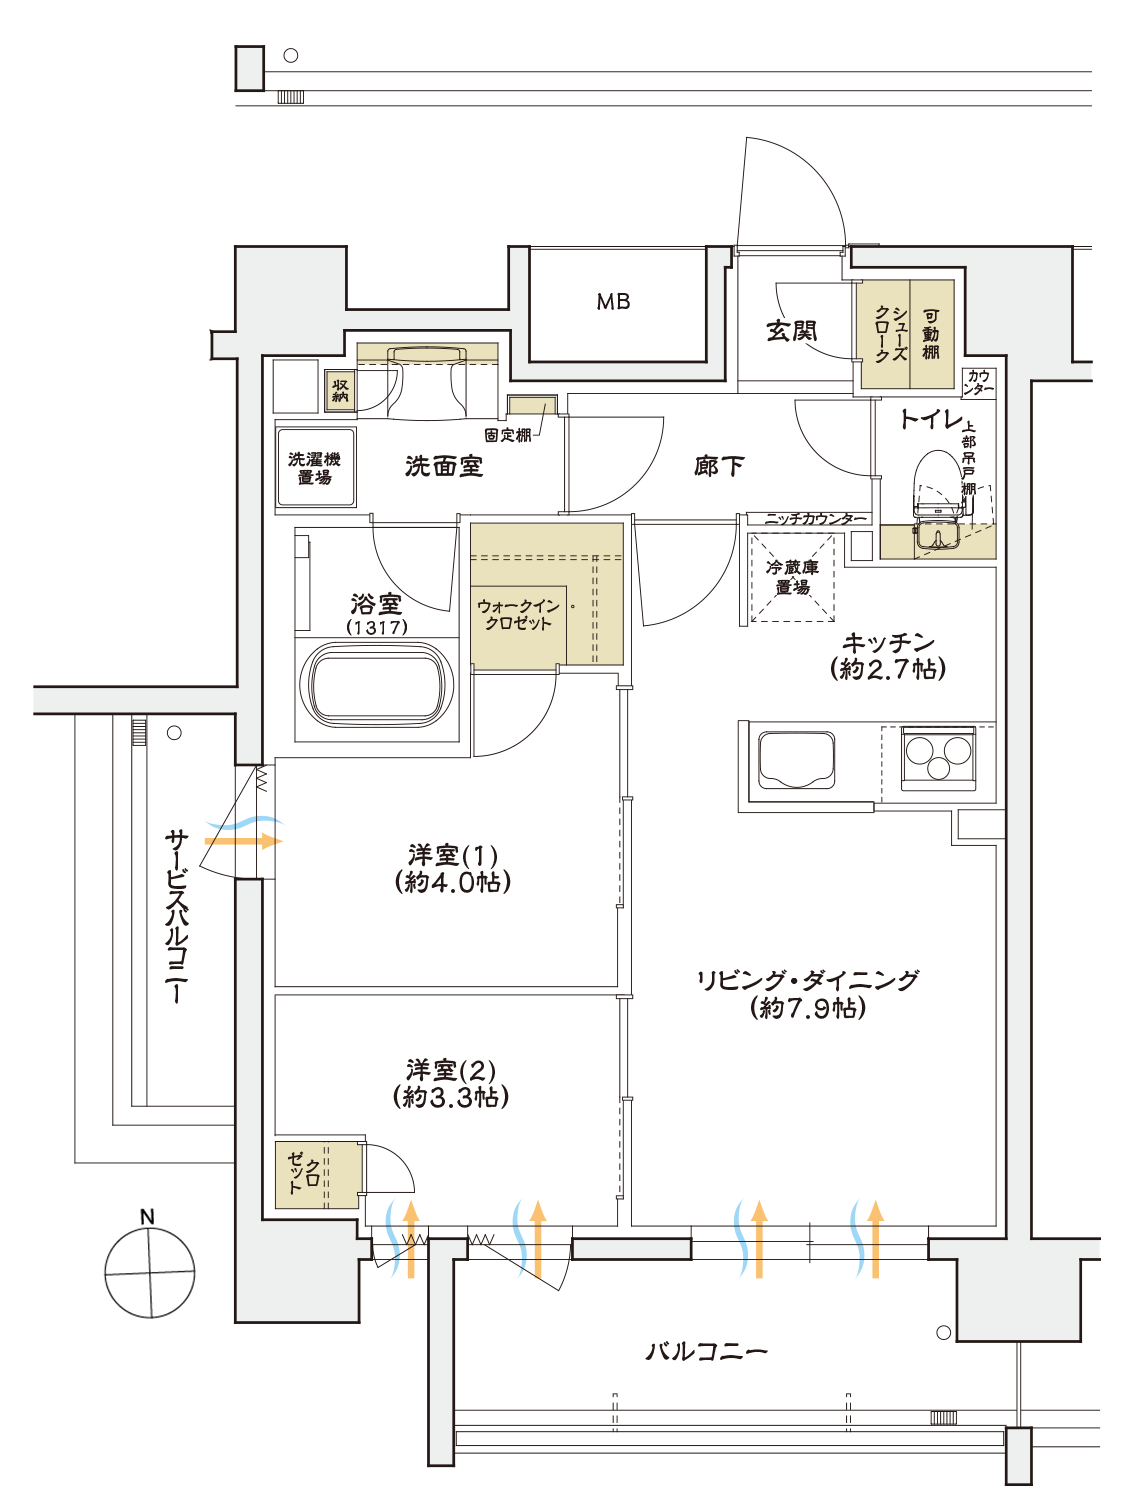 MB
玄関
シューズ
クローク
可動棚
カウ
ンター
トイレ
上部吊戸棚
収納
固定棚
洗濯機
置場
洗面室
廊下
ニッチカウンター
冷蔵庫
置場
浴室
(1317)
ウォークイン
クロゼット
キッチン
(約2.7帖)
サービスバルコニー
洋室(1)
(約4.0帖)
リビング・ダイニング
(約7.9帖)
洋室(2)
(約3.3帖)
クロ
ゼット
N
バルコニー